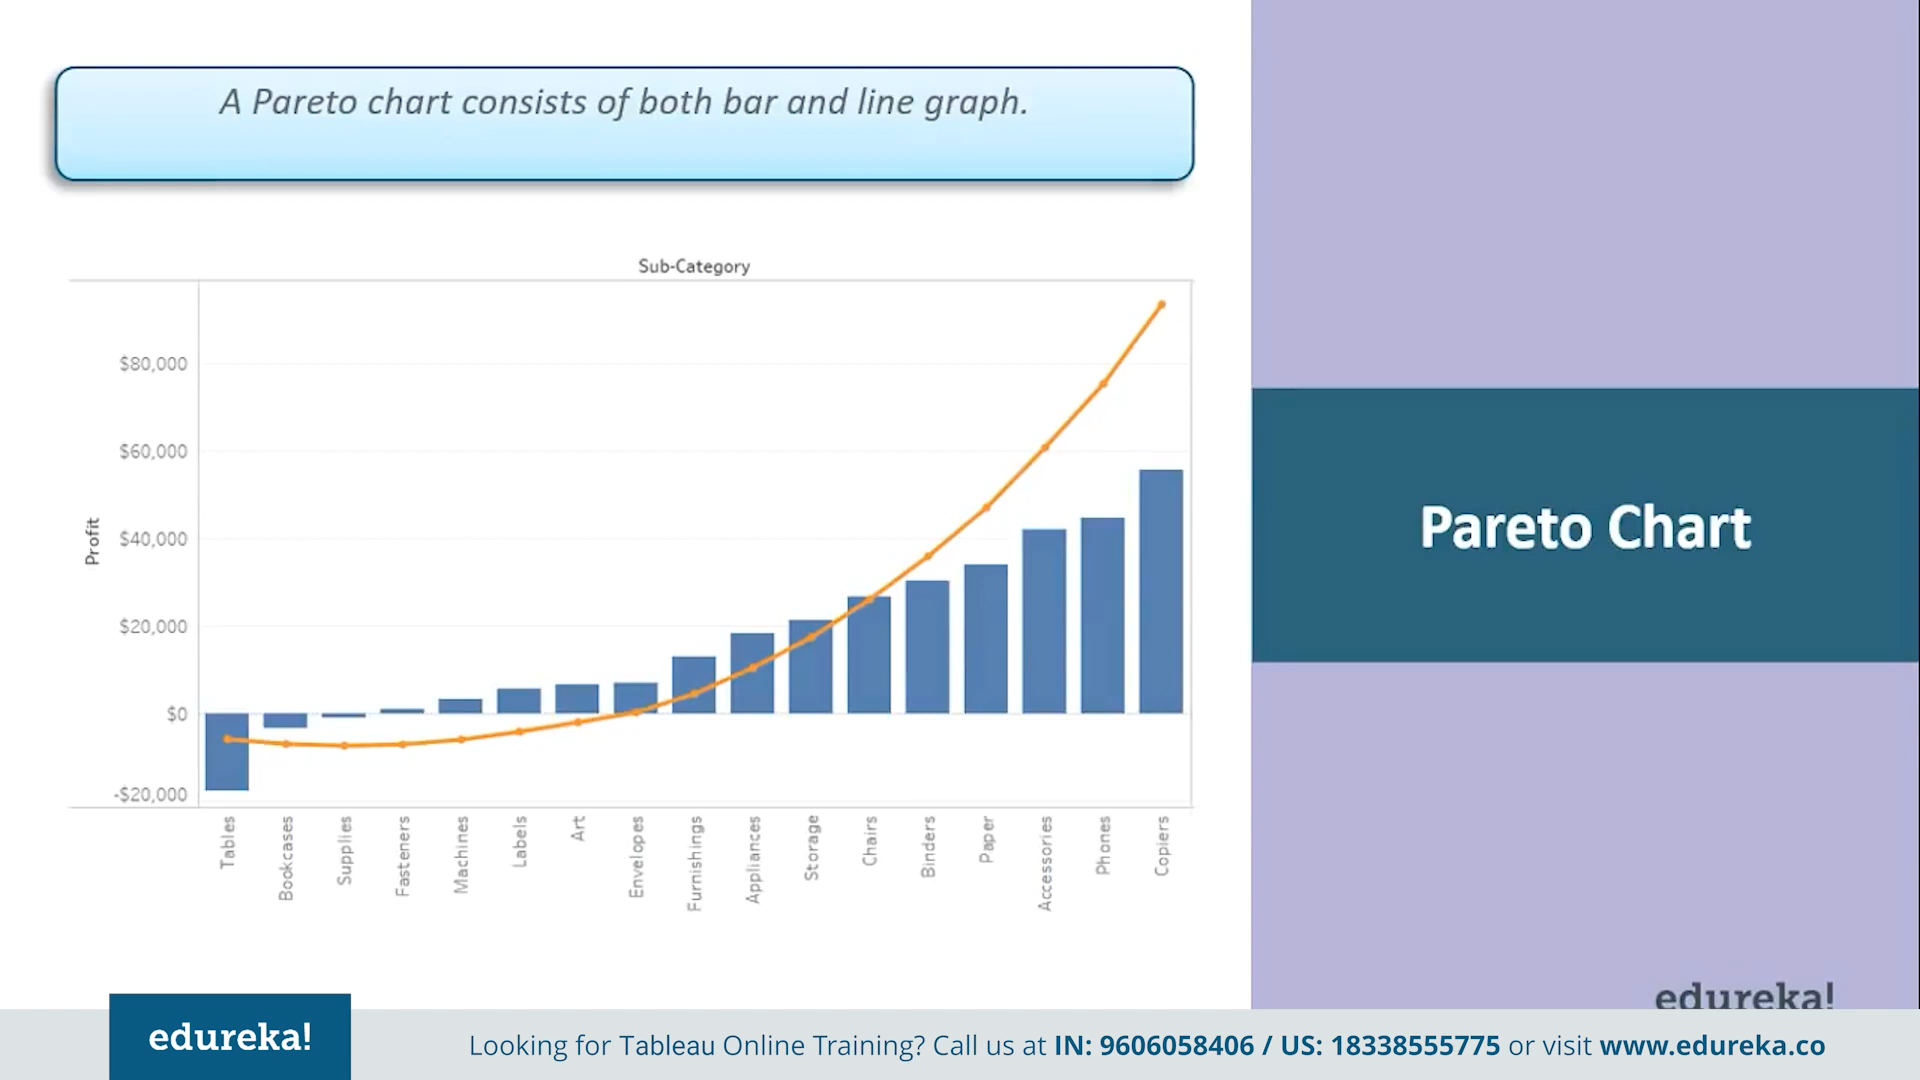 A Pareto chart consists of both bar and line graph.
Sub-Category
Profit
$80,000
$60,000
$40,000
$20,000
$0
-$20,000
Tables
Bookcases
Supplies
Fasteners
Machines
Labels
Art
Envelopes
Furnishings
Appliances
Storage
Chairs
Binders
Paper
Accessories
Phones
Copiers
Pareto Chart
edureka!
edureka!
Looking for Tableau Online Training? Call us at IN: 9606058406 / US: 18338555775 or visit www.edureka.co